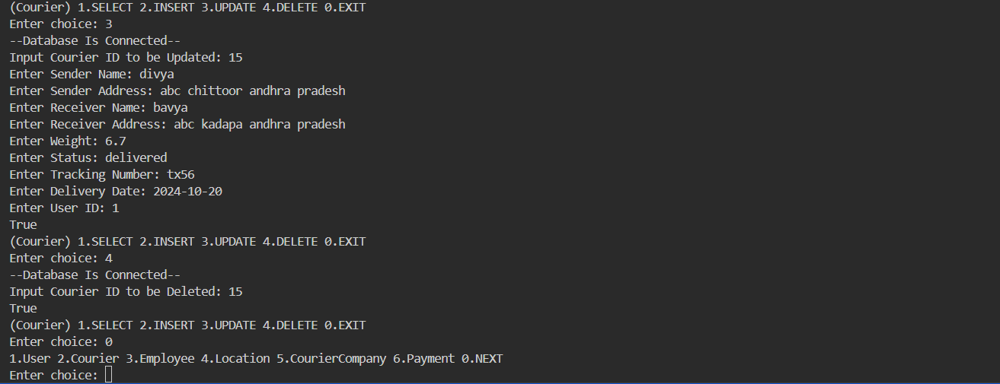 (Courier) 1.SELECT 2.INSERT 3.UPDATE 4.DELETE 0.EXIT
Enter choice: 3
--Database Is Connected--
Input Courier ID to be Updated: 15
Enter Sender Name: divya
Enter Sender Address: abc chittoor andhra pradesh
Enter Receiver Name: bavya
Enter Receiver Address: abc kadapa andhra pradesh
Enter Weight: 6.7
Enter Status: delivered
Enter Tracking Number: tx56
Enter Delivery Date: 2024-10-20
Enter User ID: 1
True
(Courier) 1.SELECT 2.INSERT 3.UPDATE 4.DELETE 0.EXIT
Enter choice: 4
--Database Is Connected--
Input Courier ID to be Deleted: 15
True
(Courier) 1.SELECT 2.INSERT 3.UPDATE 4.DELETE 0.EXIT
Enter choice: 0
1.User 2.Courier 3.Employee 4.Location 5.CourierCompany 6.Payment 0.NEXT
Enter choice: